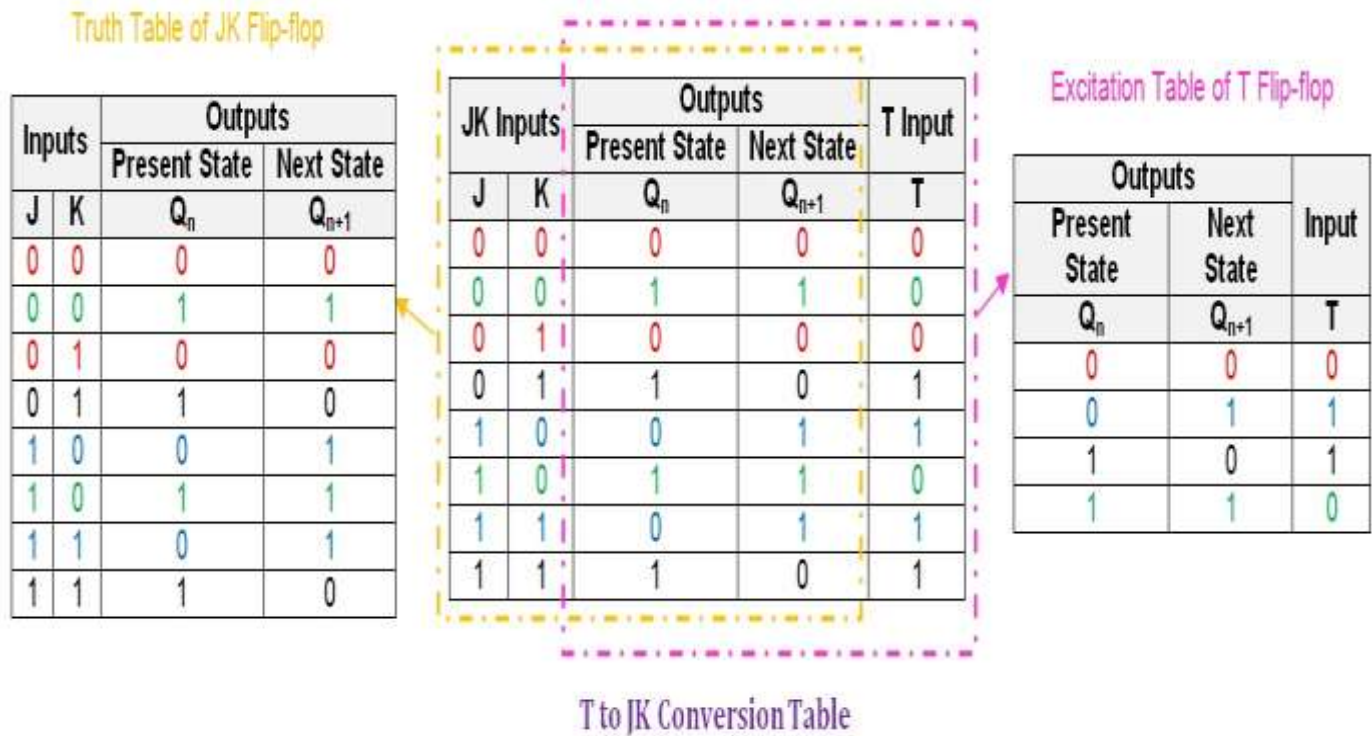 Truth Table of JK Flip-flop
Inputs Outputs
Present State Next State
J K Qn Qn+1
0 0 0 0
0 0 1 1
0 1 0 0
0 1 1 0
1 0 0 1
1 0 1 1
1 1 0 1
1 1 1 0
JK Inputs Outputs T Input
Present State Next State
J K Qn Qn+1 T
0 0 0 0 0
0 0 1 1 0
0 1 0 0 0
0 1 1 0 1
1 0 0 1 1
1 0 1 1 0
1 1 0 1 1
1 1 1 0 1
Excitation Table of T Flip-flop
Outputs Input
Present Next
State State
Qn Qn+1 T
0 0 0
0 1 1
1 0 1
1 1 0
T to JK Conversion Table